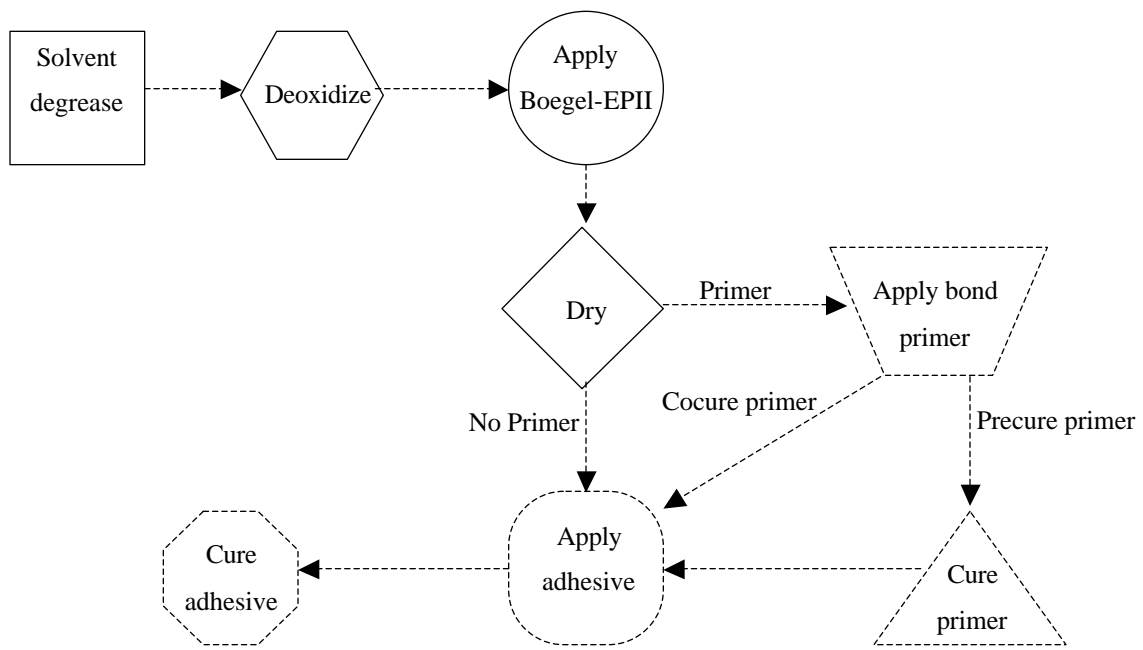 Solvent
degrease
Deoxidize
Apply
Boegel-EPII
Dry
Primer
Apply bond
primer
No Primer
Cocure primer
Precure primer
Cure
adhesive
Apply
adhesive
Cure
primer